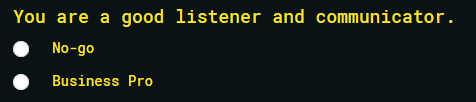 You are a good listener and communicator.
No-go
Business Pro